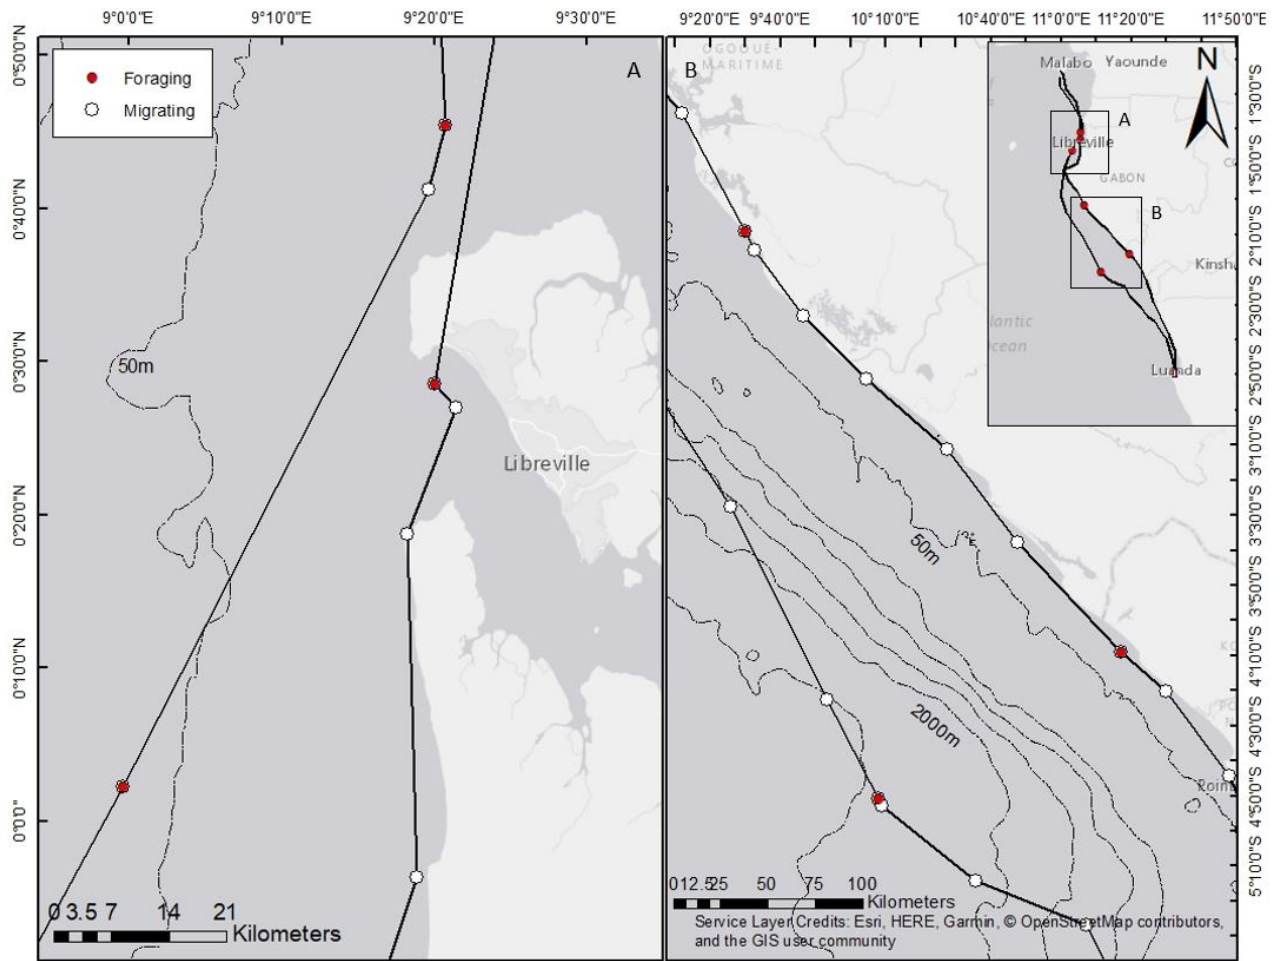 9°0'0"E 9°10'0"E 9°20'0"E 9°30'0"E
9°20'0"E 9°40'0"E 10°10'0"E 10°40'0"E 11°0'0"E 11°20'0"E 11°50'0"E
0°50'0"N
0°40'0"N
0°30'0"N
0°20'0"N
0°10'0"N
0°0'0"
Foraging
Migrating
A
50m
Libreville
0 3.5 7 14 21
Kilometers
B
OGOOUÉ-
MARITIME
50m
2000m
0 12.5 25 50 75 100
Kilometers
Service Layer Credits: Esri, HERE, Garmin, © OpenStreetMap contributors,
and the GIS user community
Malabo Yaounde
N
A
Libreville
GABON
B
Luanda
1°30'0"S
1°50'0"S
2°10'0"S
2°30'0"S
2°50'0"S
3°10'0"S
3°30'0"S
3°50'0"S
4°10'0"S
4°30'0"S
4°50'0"S
5°10'0"S